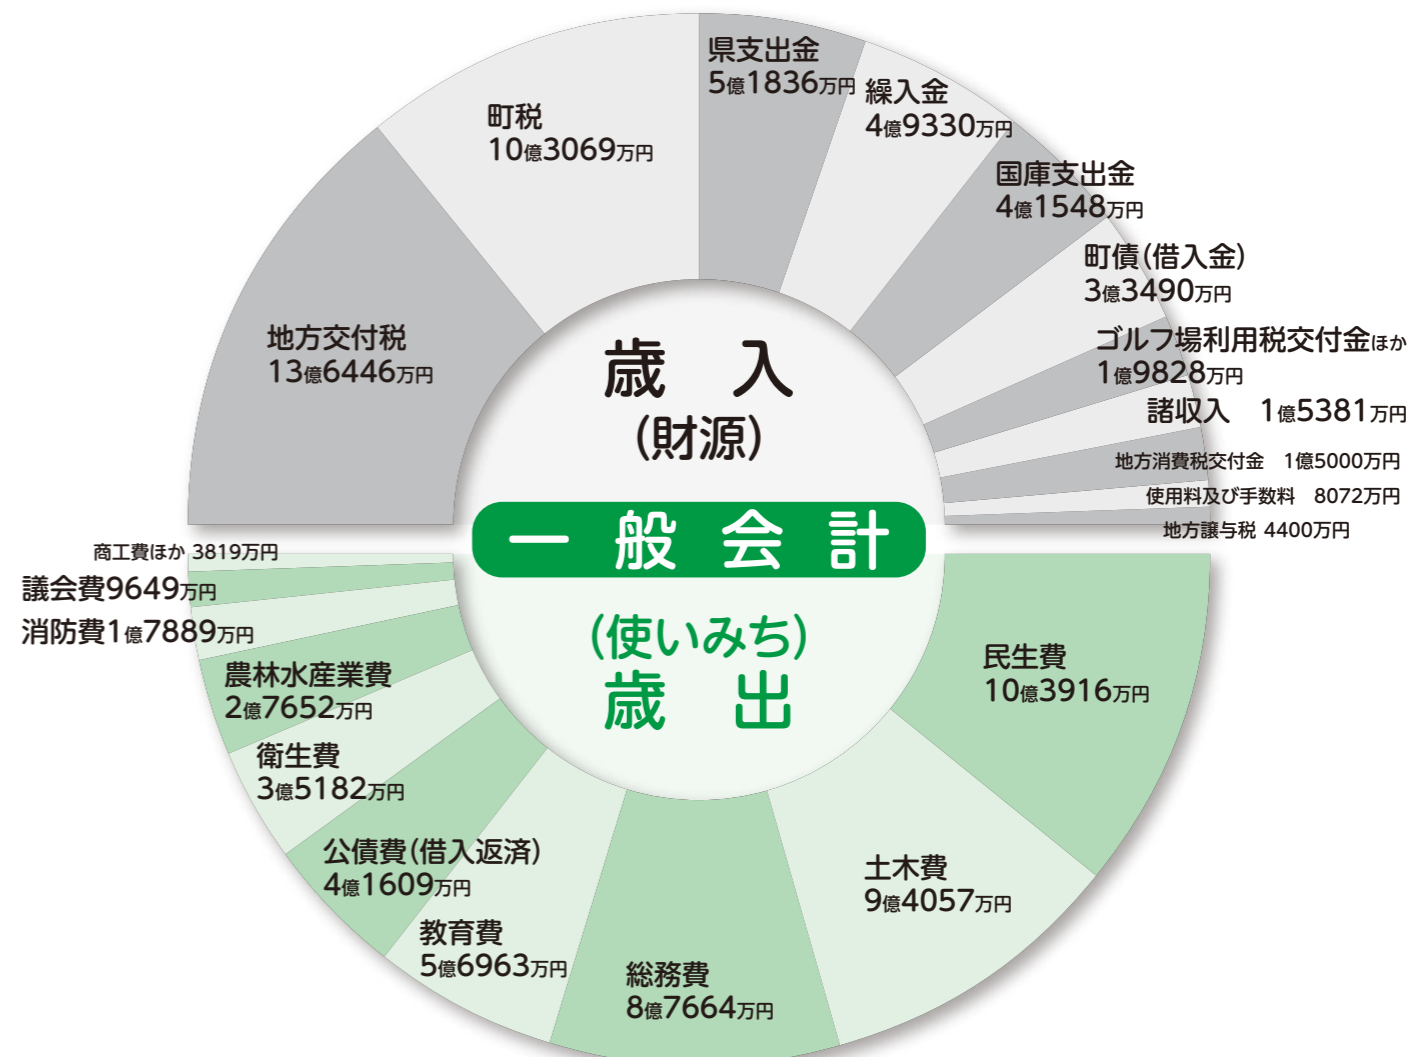 県支出金
5億1836万円
繰入金
4億9330万円
国庫支出金
4億1548万円
町債(借入金)
3億3490万円
ゴルフ場利用税交付金ほか
1億9828万円
諸収入 1億5381万円
地方消費税交付金 1億5000万円
使用料及び手数料 8072万円
地方譲与税 4400万円
町税
10億3069万円
地方交付税
13億6446万円
歳 入
(財源)
一般会計
(使いみち)
歳 出
商工費ほか 3819万円
議会費9649万円
消防費1億7889万円
農林水産業費
2億7652万円
衛生費
3億5182万円
公債費(借入返済)
4億1609万円
教育費
5億6963万円
総務費
8億7664万円
土木費
9億4057万円
民生費
10億3916万円